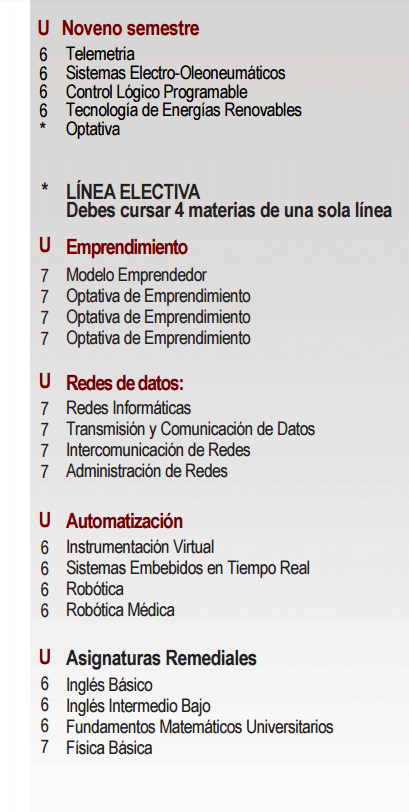 U Noveno semestre
6 Telemetria
6 Sistemas Electro-Oleoneumáticos
6 Control Lógico Programable
6 Tecnología de Energías Renovables
* Optativa
* LÍNEA ELECTIVA
Debes cursar 4 materias de una sola línea
U Emprendimiento
7 Modelo Emprendedor
7 Optativa de Emprendimiento
7 Optativa de Emprendimiento
7 Optativa de Emprendimiento
U Redes de datos:
7 Redes Informáticas
7 Transmisión y Comunicación de Datos
7 Intercomunicación de Redes
7 Administración de Redes
U Automatización
6 Instrumentación Virtual
6 Sistemas Embebidos en Tiempo Real
6 Robótica
6 Robótica Médica
U Asignaturas Remediales
6 Inglés Básico
6 Inglés Intermedio Bajo
6 Fundamentos Matemáticos Universitarios
7 Física Básica